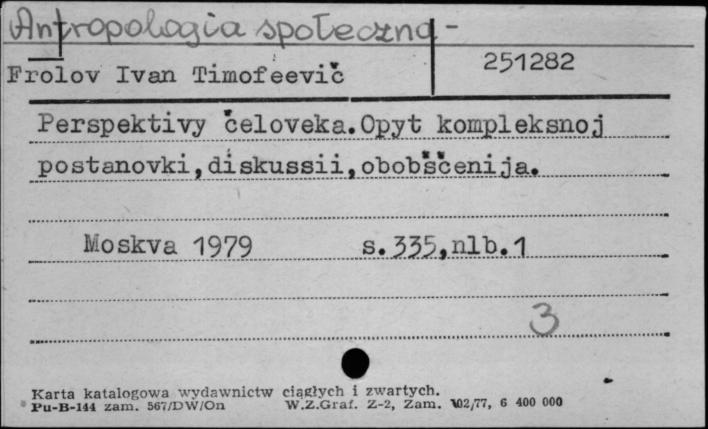 Antropologia społeczna -
Frolov Ivan Timofeevič 251282
Perspektivy čeloveka.Opyt kompleksnoj
postanovki,diskussii,obobščenija.
Moskva 1979 s.335,nlb.1
3
Karta katalogowa wydawnictw ciągłych i zwartych.
Pu-B-144 zam. 567/DW/On W.Z.Graf. Z-2, Zam. 102/77, 6 400 000